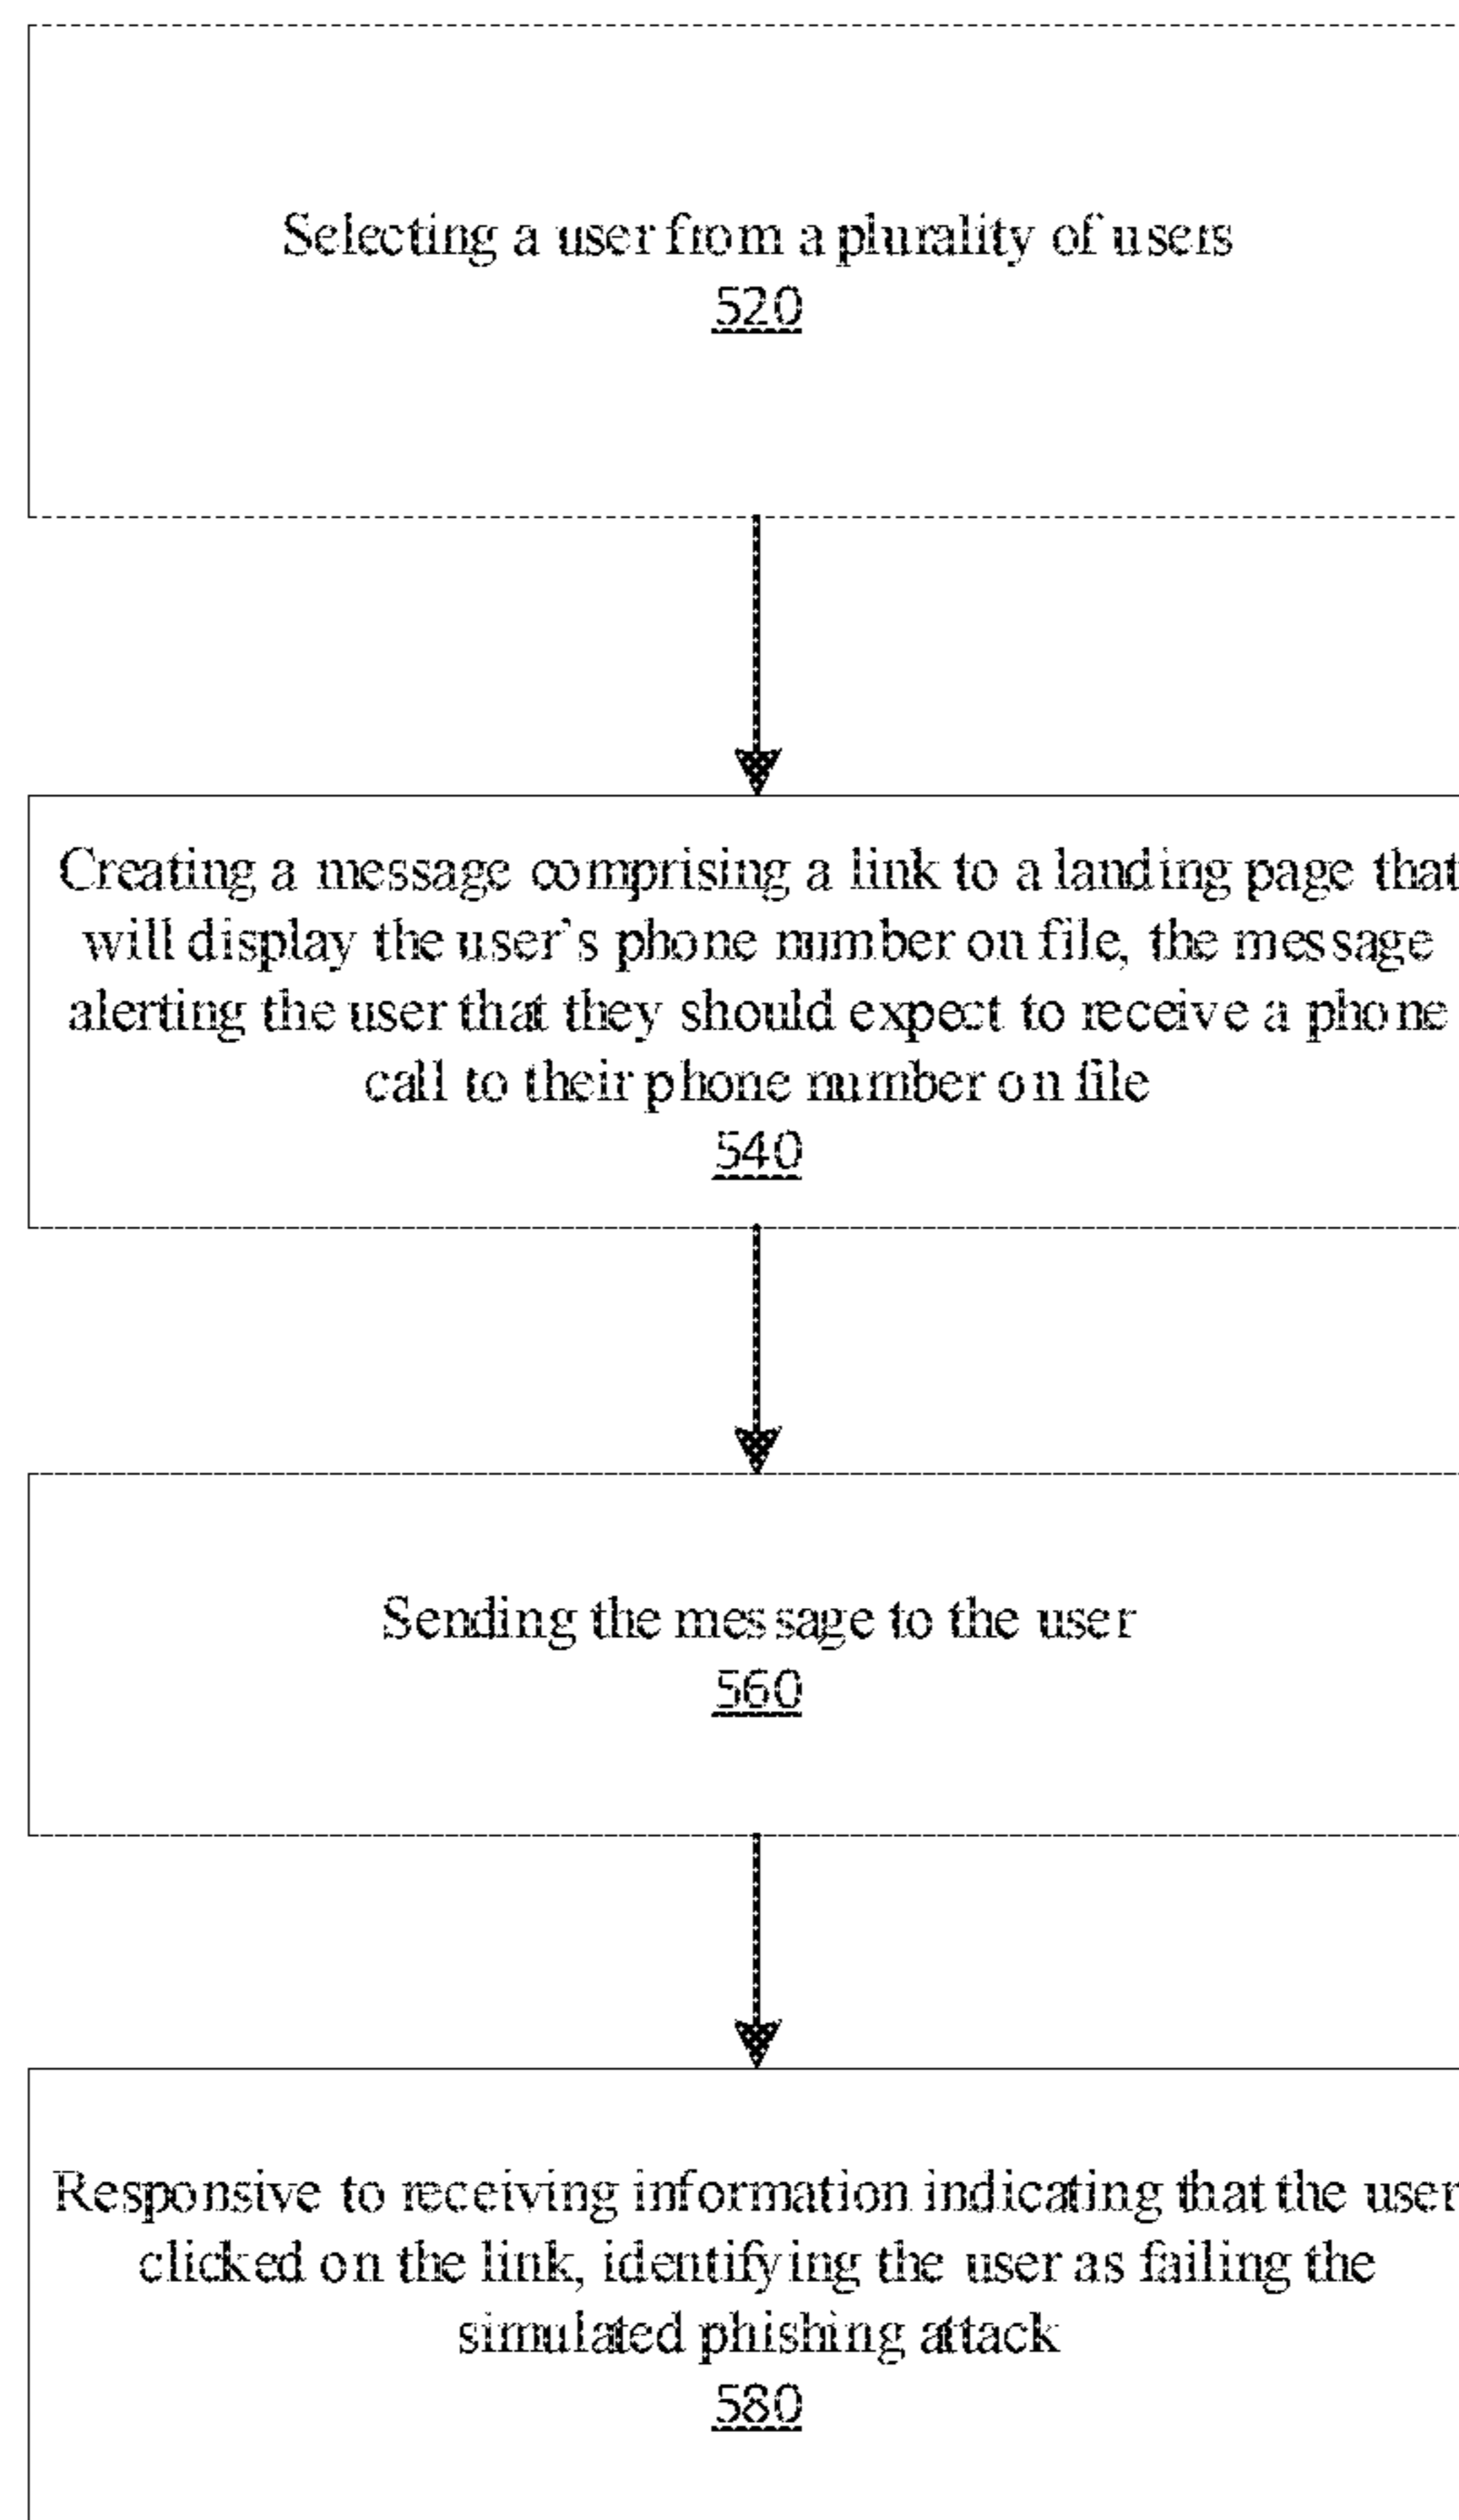 Selecting a user from a plurality of users
520
Creating a message comprising a link to a landing page that
will display the user's phone number on file, the message
alerting the user that they should expect to receive a phone
call to their phone number on file
540
Sending the message to the user
560
Responsive to receiving information indicating that the user
clicked on the link, identifying the user as failing the
simulated phishing attack
580